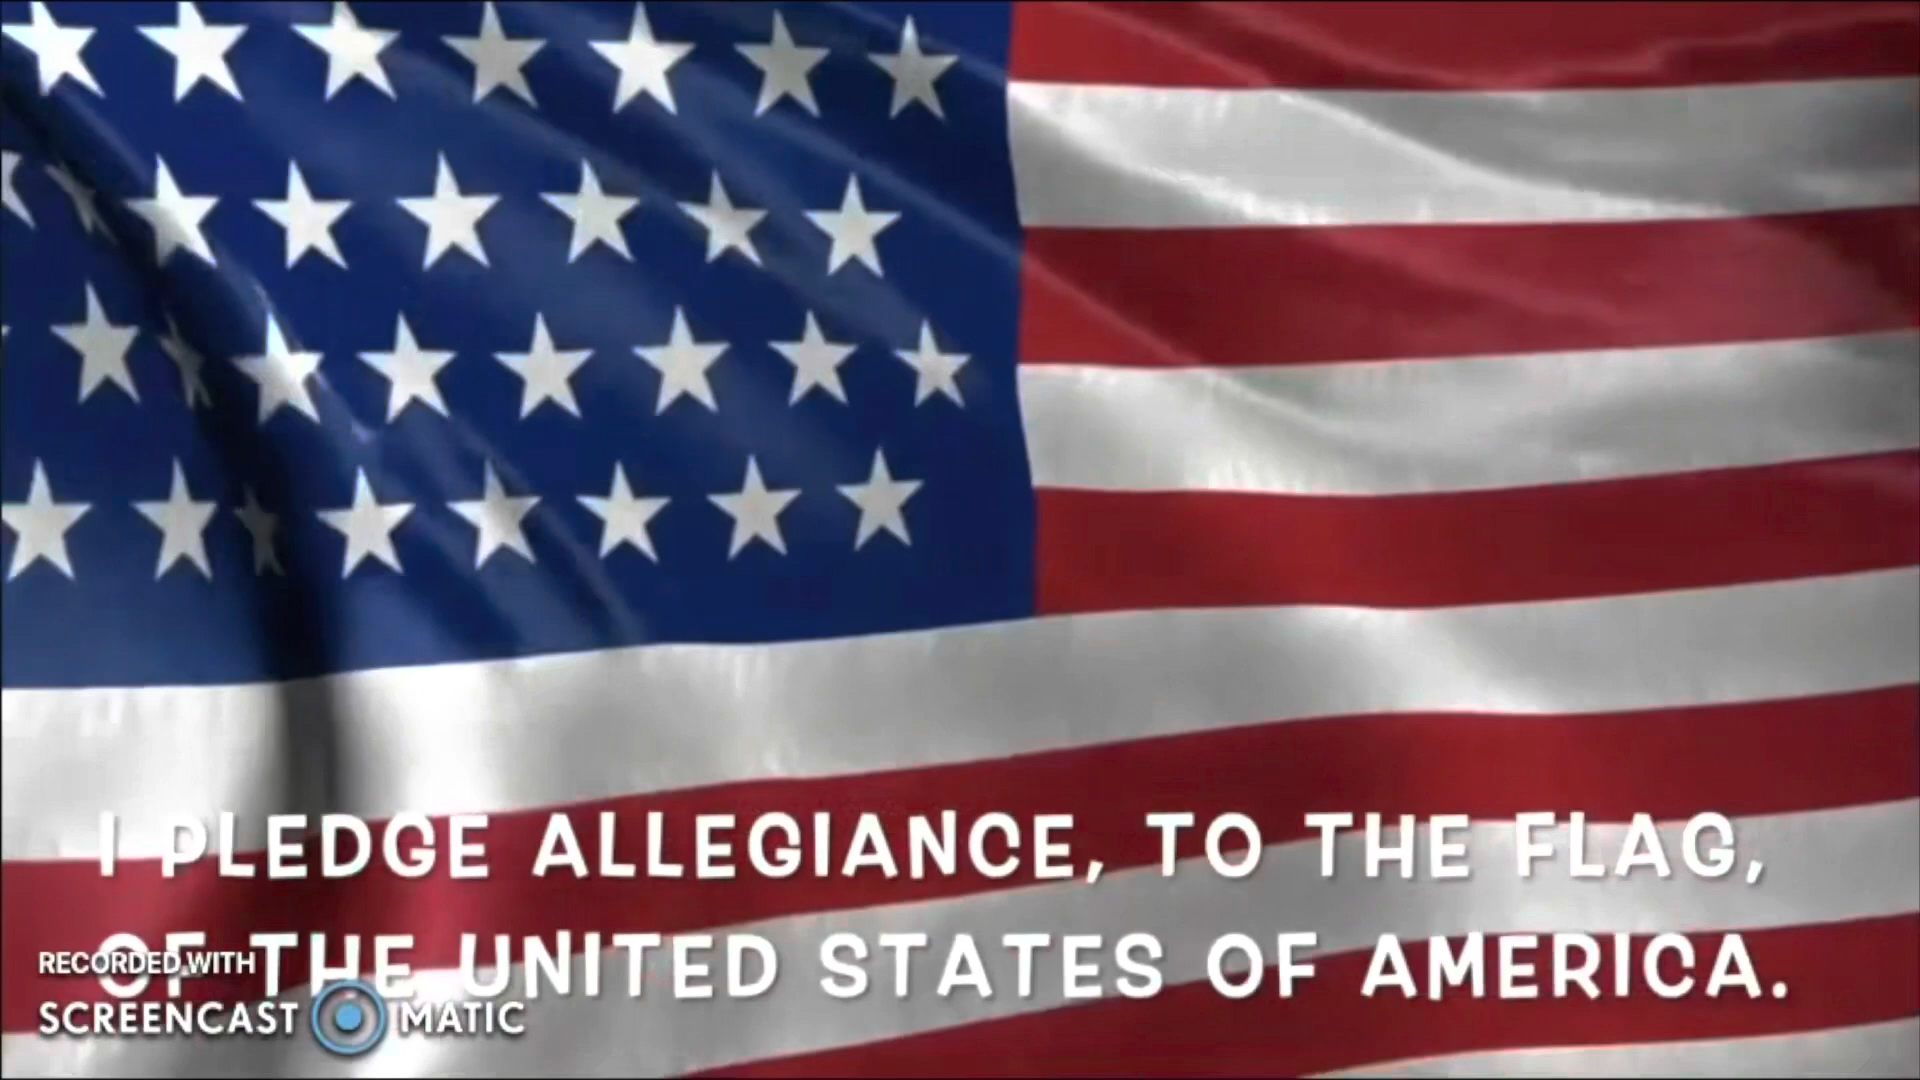 I PLEDGE ALLEGIANCE, TO THE FLAG,
OF THE UNITED STATES OF AMERICA.
RECORDED WITH
SCREENCAST MATIC